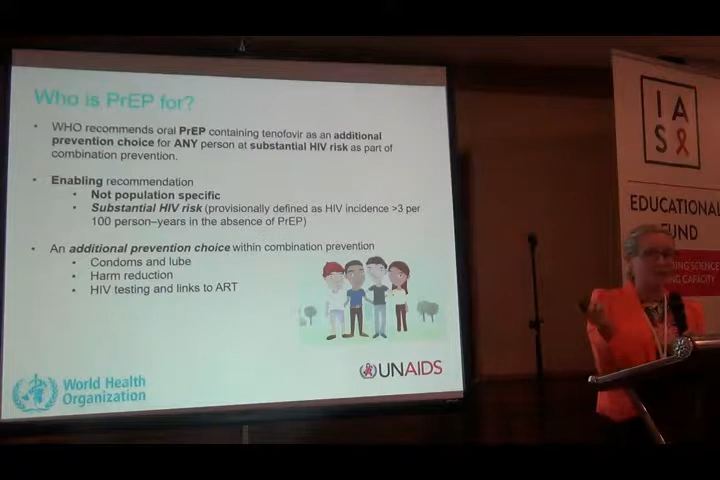 Who is PrEP for?
• WHO recommends oral PrEP containing tenofovir as an additional
prevention choice for ANY person at substantial HIV risk as part of
combination prevention.
• Enabling recommendation
• Not population specific
• Substantial HIV risk (provisionally defined as HIV incidence >3 per
100 person–years in the absence of PrEP)
• An additional prevention choice within combination prevention
• Condoms and lube
• Harm reduction
• HIV testing and links to ART
World Health
Organization
UNAIDS
I A
S
EDUCATIONAL
FUND
SCIENCE
CAPACITY